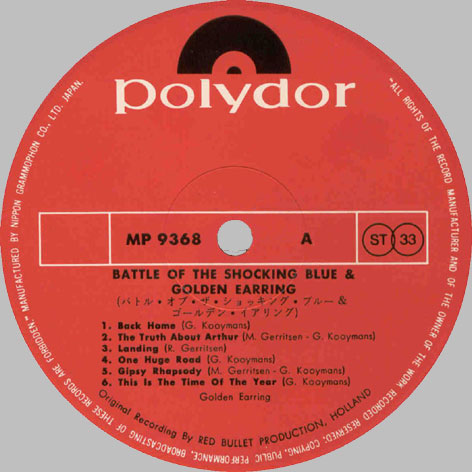 polydor
MP 9368 A ST 33
BATTLE OF THE SHOCKING BLUE &
GOLDEN EARRING
(バトル・オブ・ザ・ショッキング・ブルー&
ゴールデン・イアリング)
1. Back Home (G. Kooymans)
2. The Truth About Arthur (M. Gerritsen - G. Kooymans)
3. Landing (R. Gerritsen)
4. One Huge Road (G. Kooymans)
5. Gipsy Rhapsody (M. Gerritsen - G. Kooymans)
6. This Is The Time Of The Year (G. Kooymans)
Golden Earring
Original Recording By RED BULLET PRODUCTION, HOLLAND
"ALL RIGHTS OF THE RECORD MANUFACTURER AND OF THE OWNER OF THE WORK RECORDED RESERVED; COPYING, PUBLIC PERFORMANCE, BROADCASTING OF THESE RECORDS ARE FORBIDDEN." MANUFACTURED BY NIPPON GRAMMOPHON CO., LTD. JAPAN.